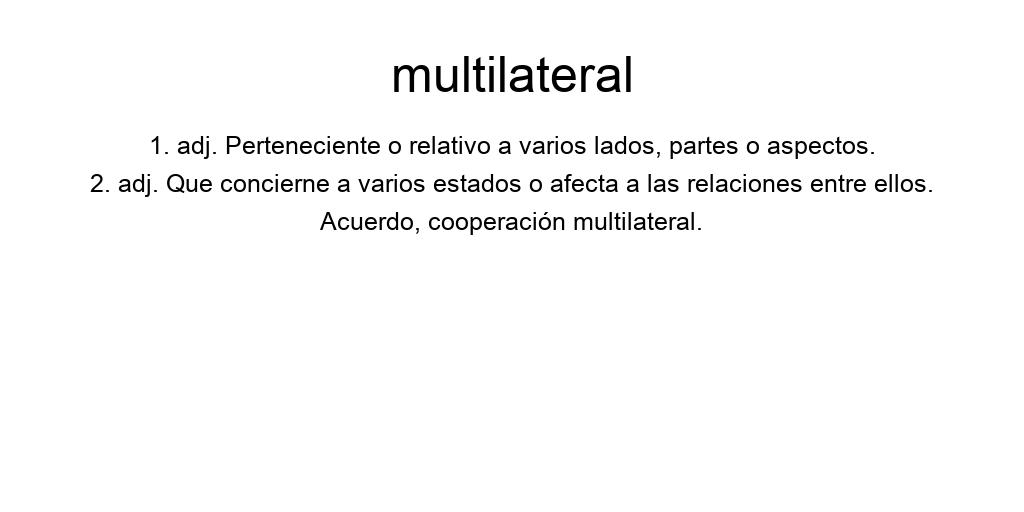 multilateral
1. adj. Perteneciente o relativo a varios lados, partes o aspectos.
2. adj. Que concierne a varios estados o afecta a las relaciones entre ellos.
Acuerdo, cooperación multilateral.